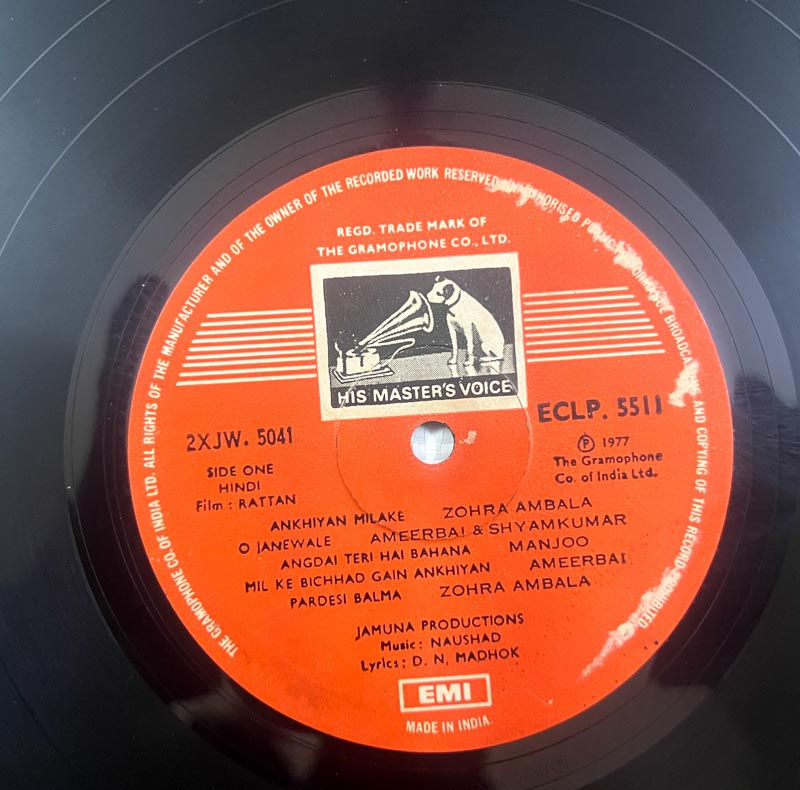 THE GRAMOPHONE CO. OF INDIA LTD. ALL RIGHTS OF THE MANUFACTURER AND OF THE OWNER OF THE RECORDED WORK RESERVED BROADCASTING AND COPYING OF THIS RECORD PROHIBITED
REGD. TRADE MARK OF
THE GRAMOPHONE CO., LTD.
HIS MASTER'S VOICE
2XJW. 5041
ECLP. 5511
SIDE ONE
HINDI
Film : RATTAN
Ⓟ 1977
The Gramophone
Co. of India Ltd.
ANKHIYAN MILAKE ZOHRA AMBALA
O JANEWALE AMEERBAI & SHYAMKUMAR
ANGDAI TERI HAI BAHANA MANJOO
MIL KE BICHHAD GAIN ANKHIYAN AMEERBAI
PARDESI BALMA ZOHRA AMBALA
JAMUNA PRODUCTIONS
Music: NAUSHAD
Lyrics; D. N. MADHOK
EMI
MADE IN INDIA.